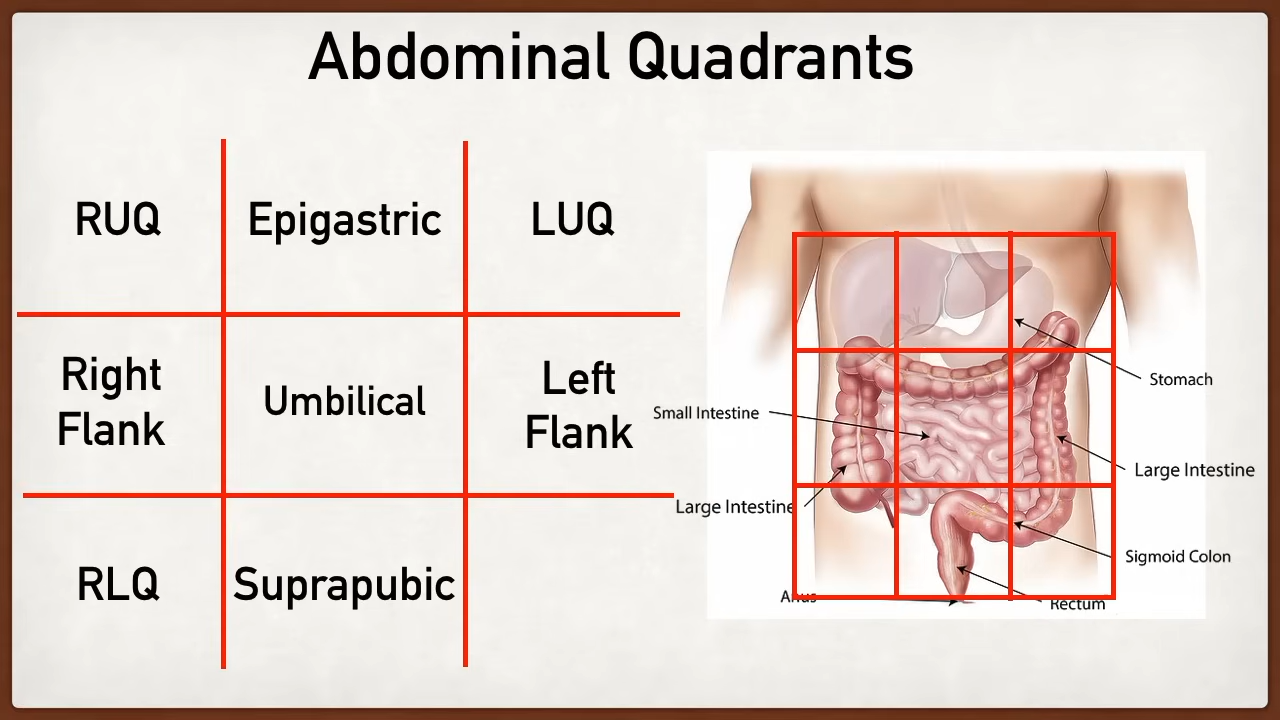 Abdominal Quadrants
RUQ
Epigastric
LUQ
Right
Flank
Umbilical
Left
Flank
RLQ
Suprapubic
Stomach
Small Intestine
Large Intestine
Large Intestine
Sigmoid Colon
Anus
Rectum